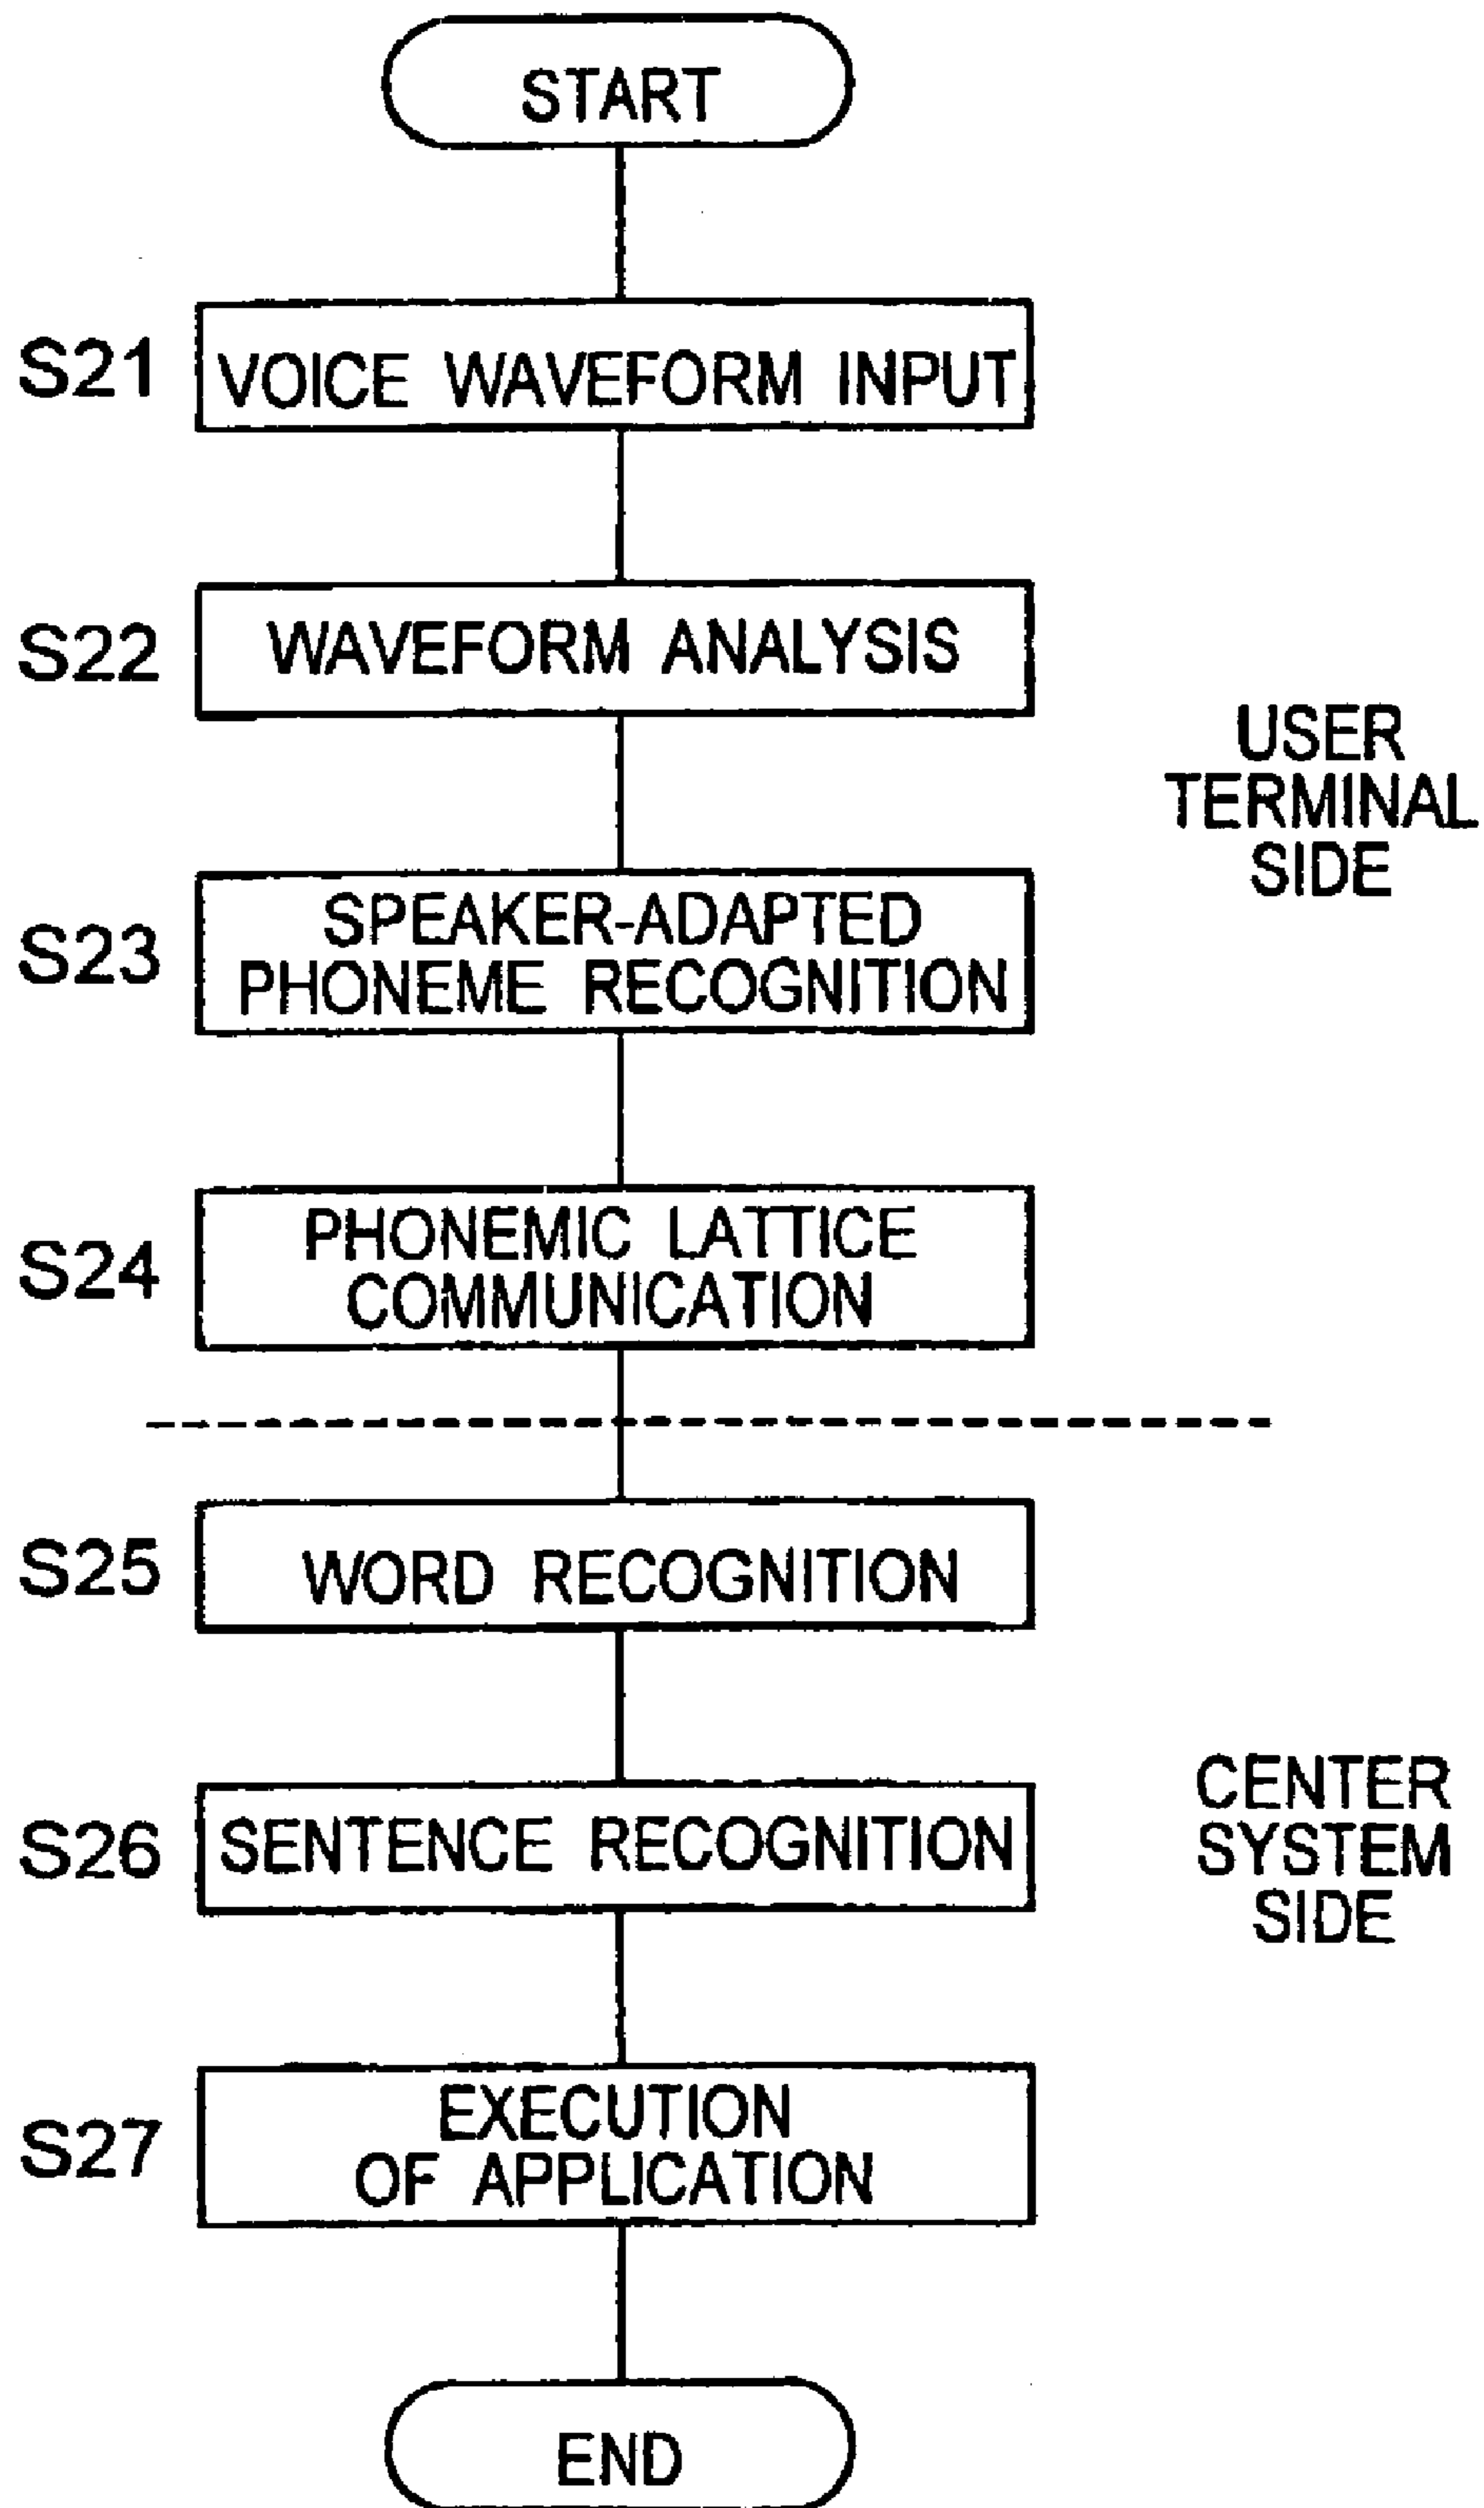 START
S21
VOICE WAVEFORM INPUT
S22
WAVEFORM ANALYSIS
USER
TERMINAL
SIDE
S23
SPEAKER-ADAPTED
PHONEME RECOGNITION
S24
PHONEMIC LATTICE
COMMUNICATION
S25
WORD RECOGNITION
S26
SENTENCE RECOGNITION
CENTER
SYSTEM
SIDE
S27
EXECUTION
OF APPLICATION
END